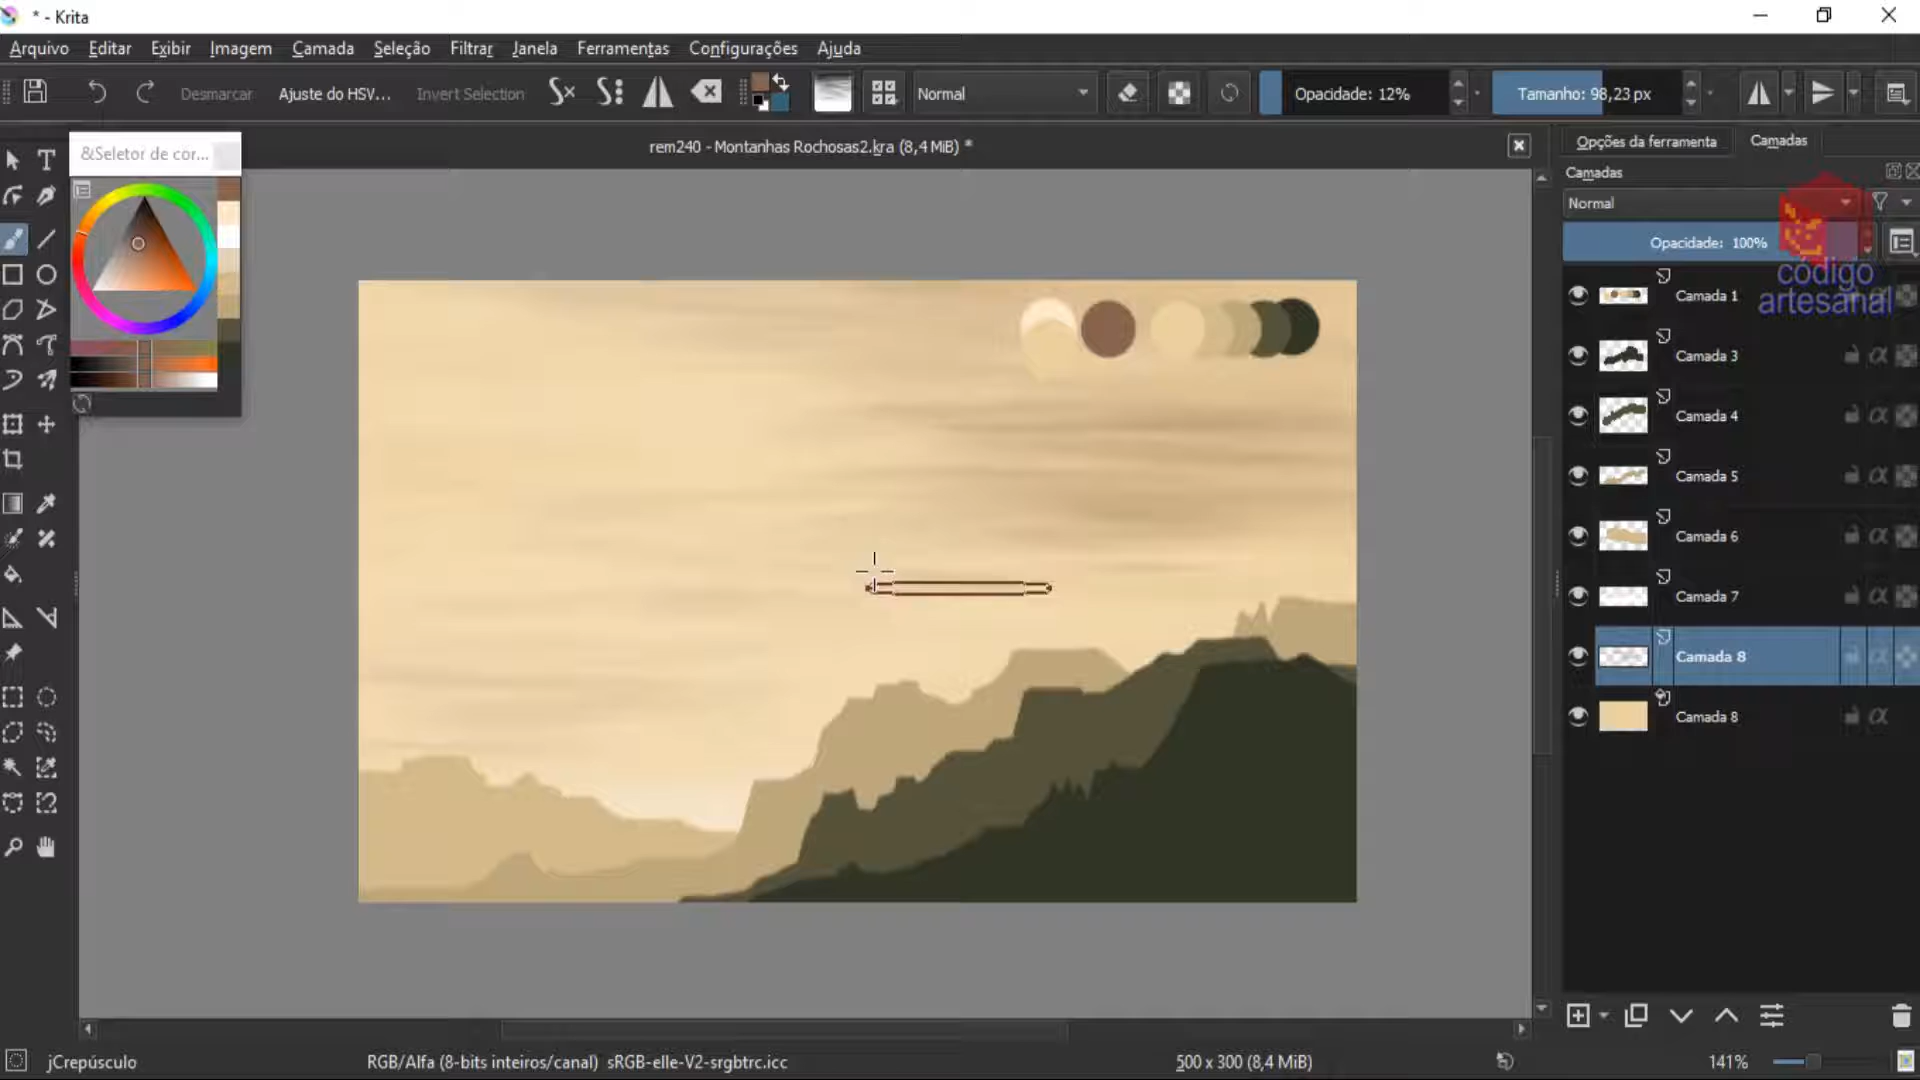 * - Krita
Arquivo Editar Exibir Imagem Camada Seleção Filtrar Janela Ferramentas Configurações Ajuda
Desmarcar Ajuste do HSV... Invert Selection Normal Opacidade: 12% Tamanho: 98,23 px
&Seletor de cor...
rem240 - Montanhas Rochosas2.kra (8,4 MiB) *
Opções da ferramenta Camadas
Camadas
Normal
Opacidade: 100%
código
artesanal
Camada 1
Camada 3
Camada 4
Camada 5
Camada 6
Camada 7
Camada 8
Camada 8
jCrepúsculo RGB/Alfa (8-bits inteiros/canal) sRGB-elle-V2-srgbtrc.icc 500 x 300 (8,4 MiB) 141%